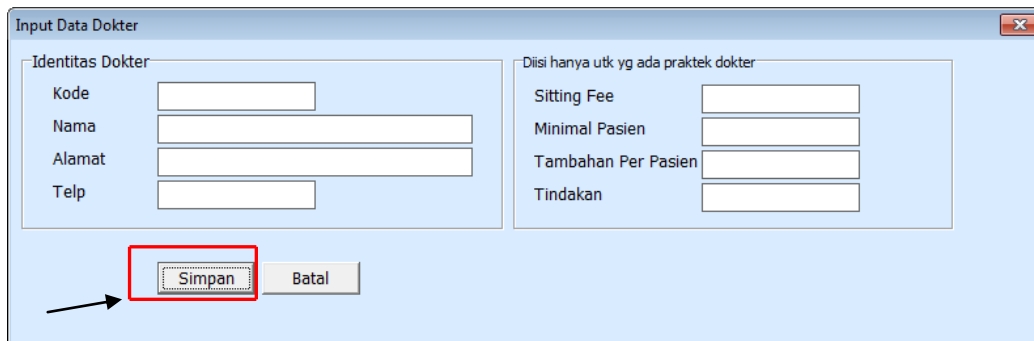 Input Data Dokter
Identitas Dokter
Kode
Nama
Alamat
Telp
Diisi hanya utk yg ada praktek dokter
Sitting Fee
Minimal Pasien
Tambahan Per Pasien
Tindakan
Simpan
Batal